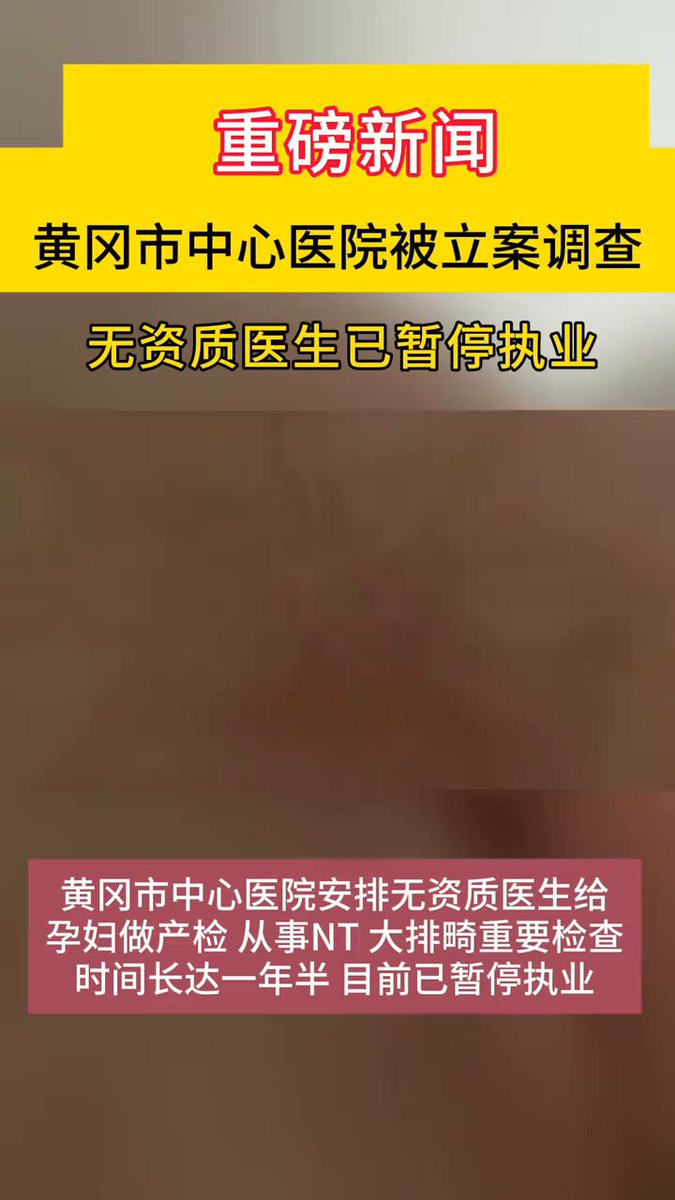 重磅新闻
黄冈市中心医院被立案调查
无资质医生已暂停执业
黄冈市中心医院安排无资质医生给
孕妇做产检 从事NT 大排畸重要检查
时间长达一年半 目前已暂停执业